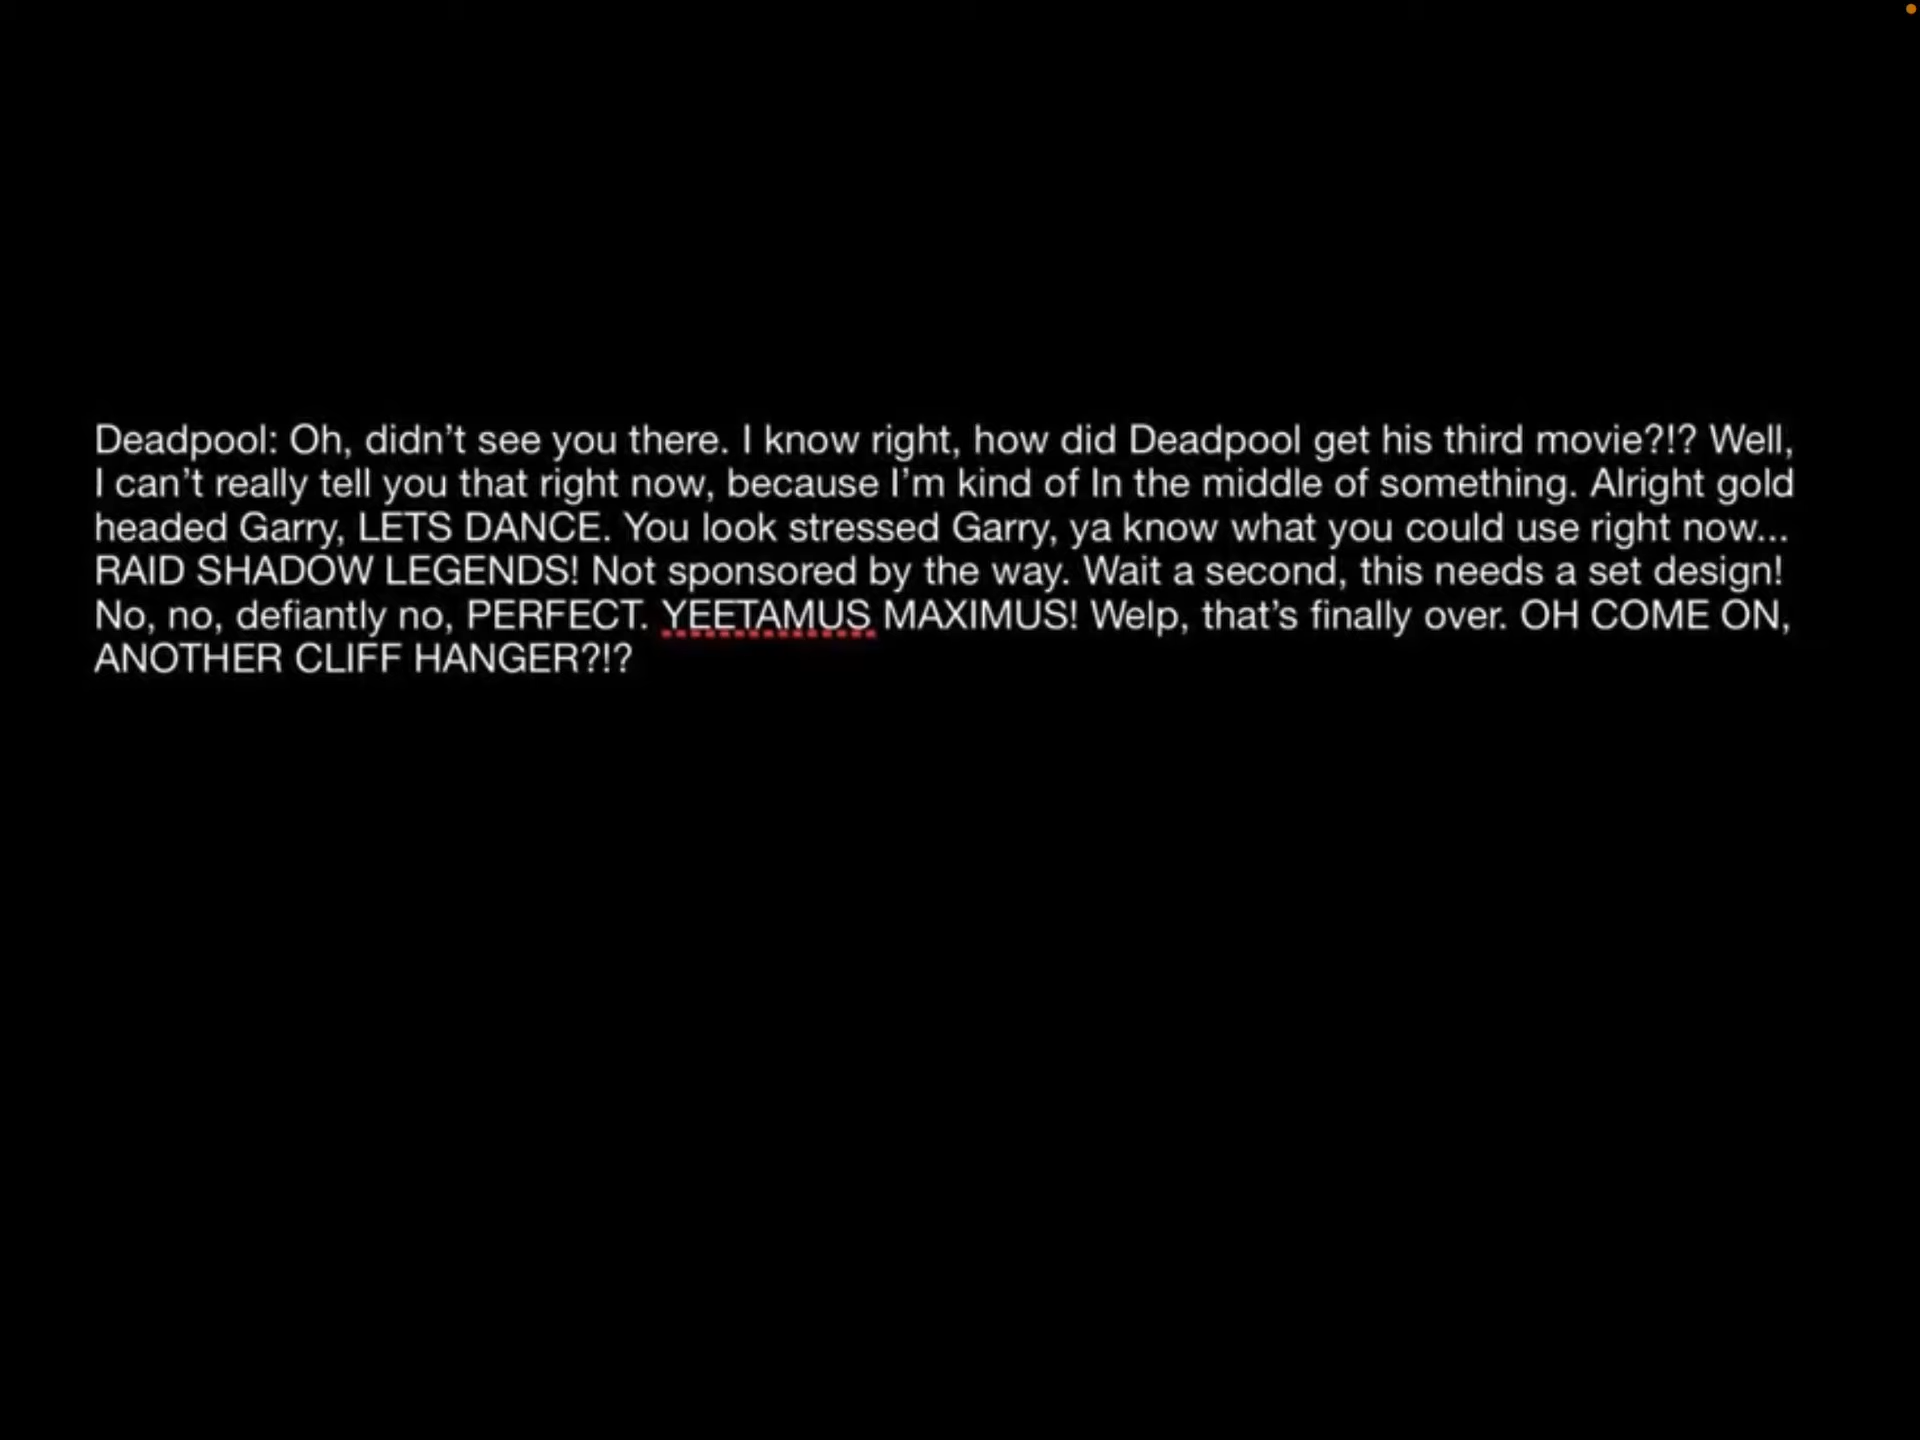 Deadpool: Oh, didn’t see you there. I know right, how did Deadpool get his third movie?!? Well,
I can’t really tell you that right now, because I’m kind of In the middle of something. Alright gold
headed Garry, LETS DANCE. You look stressed Garry, ya know what you could use right now...
RAID SHADOW LEGENDS! Not sponsored by the way. Wait a second, this needs a set design!
No, no, defiantly no, PERFECT. YEETAMUS MAXIMUS! Welp, that’s finally over. OH COME ON,
ANOTHER CLIFF HANGER?!?